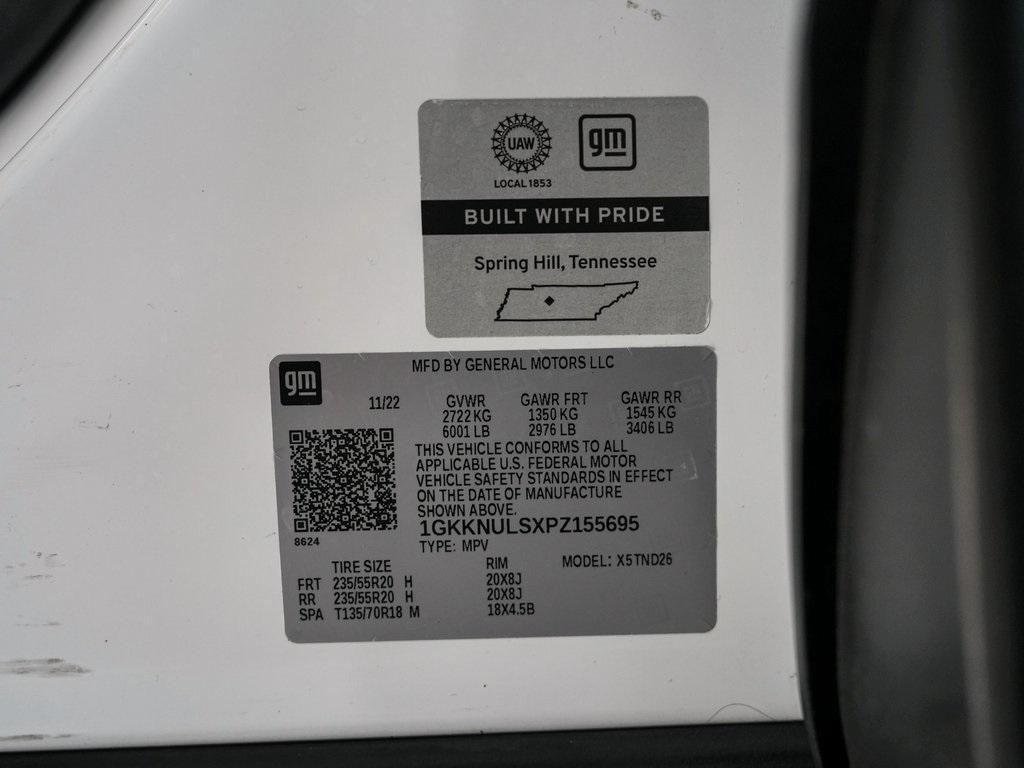 UAW
gm
LOCAL 1853
BUILT WITH PRIDE
Spring Hill, Tennessee
gm
MFD BY GENERAL MOTORS LLC
11/22
GVWR GAWR FRT GAWR RR
2722 KG 1350 KG 1545 KG
6001 LB 2976 LB 3406 LB
THIS VEHICLE CONFORMS TO ALL
APPLICABLE U.S. FEDERAL MOTOR
VEHICLE SAFETY STANDARDS IN EFFECT
ON THE DATE OF MANUFACTURE
SHOWN ABOVE.
1GKKNULSXPZ155695
8624
TYPE: MPV
TIRE SIZE RIM MODEL: X5TND26
FRT 235/55R20 H 20X8J
RR 235/55R20 H 20X8J
SPA T135/70R18 M 18X4.5B